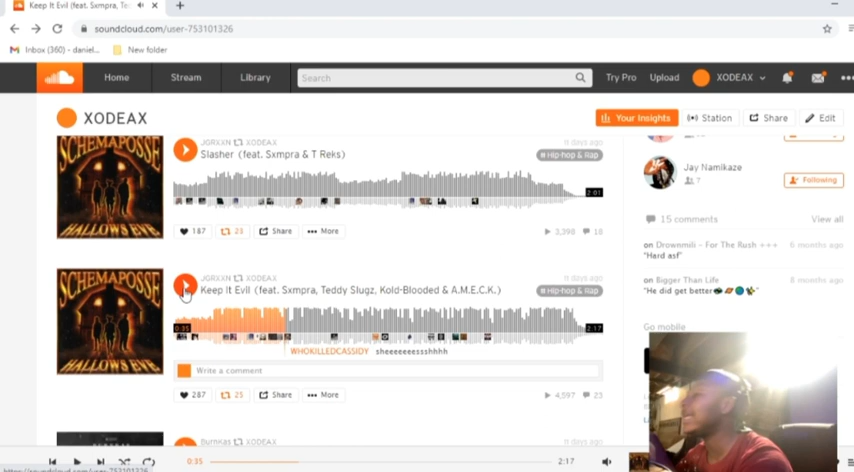 Keep It Evil (feat. Sxmpra, Te
soundcloud.com/user-753101326
Inbox (360) - daniel...
New folder
Home
Stream
Library
Search
Try Pro
Upload
XODEAX
XODEAX
Your Insights
Station
Share
Edit
SCHEMAPOSSE
HALLOWS EVE
JGRXXN XODEAX
11 days ago
Slasher (feat. Sxmpra & T Reks)
# Hip-hop & Rap
2:01
187
23
Share
More
3,398
18
Jay Namikaze
7
Following
15 comments
View all
on Drownmili – For The Rush +++
6 months ago
"Hard asf"
on Bigger Than Life
8 months ago
"He did get better
Go mobile
SCHEMAPOSSE
HALLOWS EVE
JGRXXN XODEAX
11 days ago
Keep It Evil (feat. Sxmpra, Teddy Slugz, Kold-Blooded & A.M.E.C.K.)
# Hip-hop & Rap
0:35
2:17
WHOKILLEDCASSIDY sheeeeeeessshhhh
Write a comment
287
25
Share
More
4,597
23
BurnKas XODEAX
11 days ago
0:35
2:17